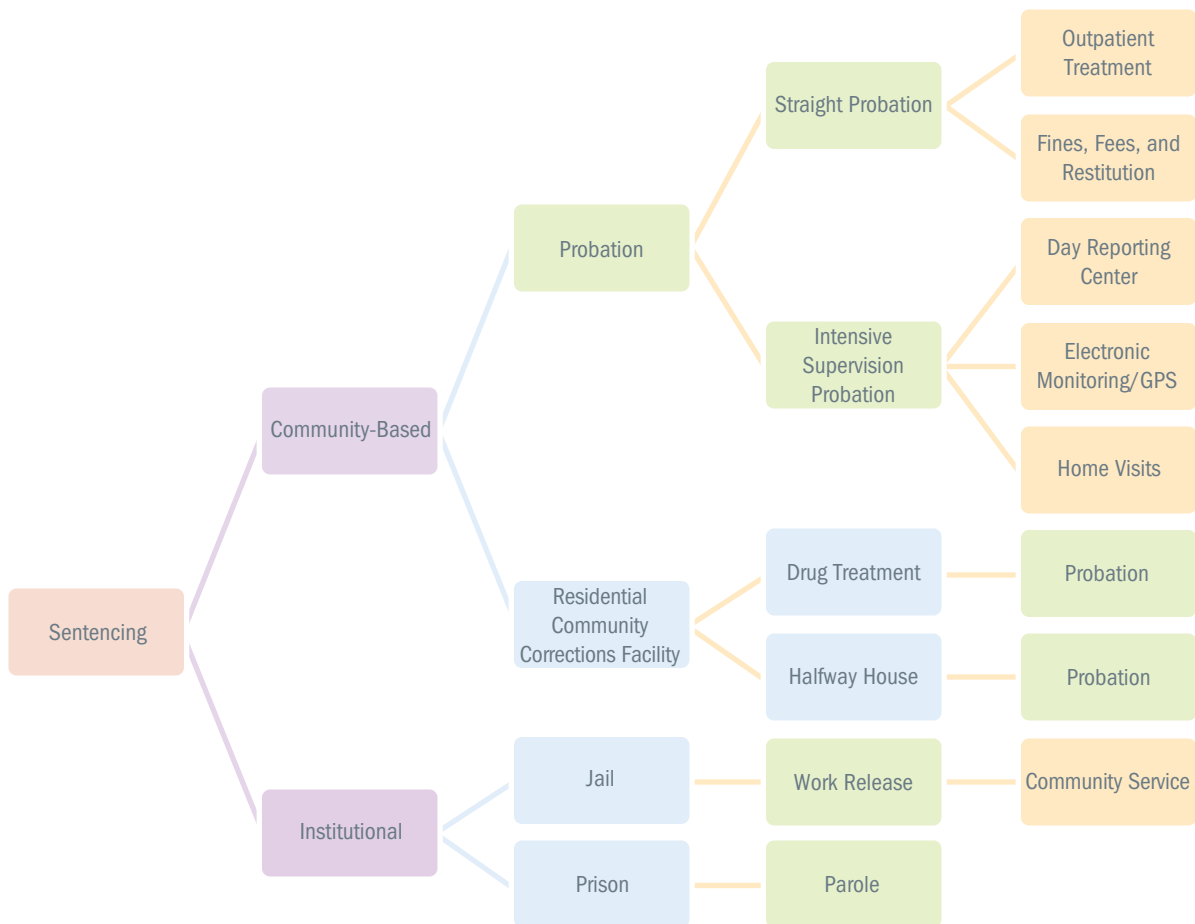 Sentencing
Community-Based
Institutional
Probation
Residential
Community
Corrections Facility
Jail
Prison
Straight Probation
Intensive
Supervision
Probation
Drug Treatment
Halfway House
Work Release
Parole
Outpatient
Treatment
Fines, Fees, and
Restitution
Day Reporting
Center
Electronic
Monitoring/GPS
Home Visits
Probation
Probation
Community Service